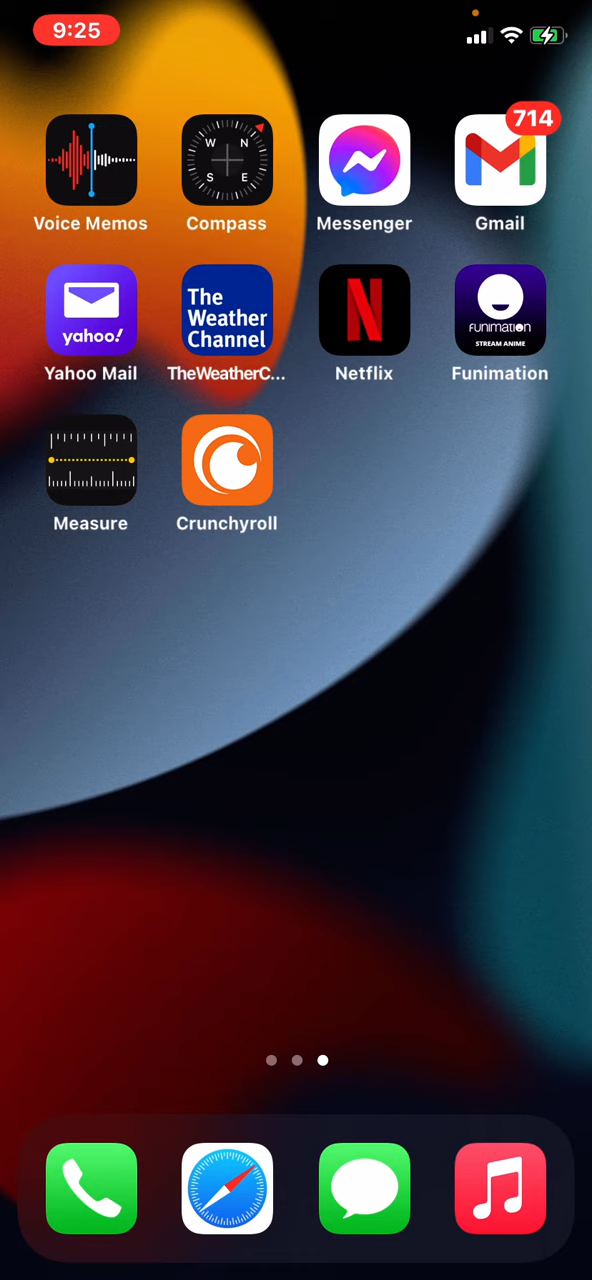 9:25
W N
S E
714
Voice Memos Compass Messenger Gmail
yahoo!
The
Weather
Channel
N
FUNIMATION
STREAM ANIME
Yahoo Mail TheWeatherC... Netflix Funimation
Measure Crunchyroll